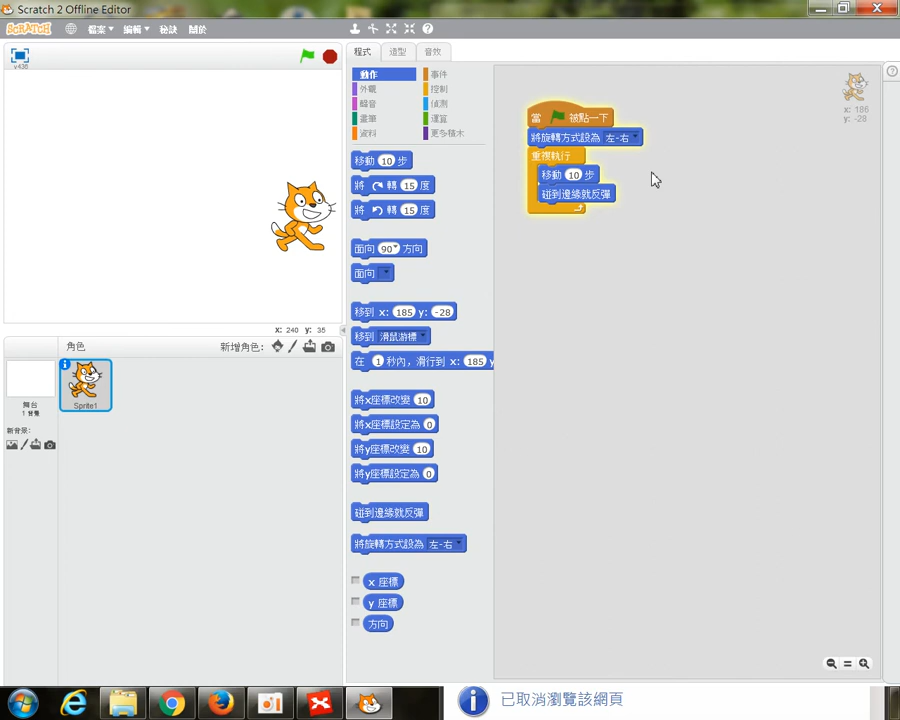 Scratch 2 Offline Editor
SCRATCH 檔案 編輯 秘訣 關於
v436
程式 造型 音效
動作 事件
外觀 控制
聲音 偵測
畫筆 運算
資料 更多積木
移動 10 步
將 轉 15 度
將 轉 15 度
面向 90 方向
面向
移到 x: 185 y: -28
移到 滑鼠游標
在 1 秒內，滑行到 x: 185 y
將x座標改變 10
將x座標設定為 0
將y座標改變 10
將y座標設定為 0
碰到邊緣就反彈
將旋轉方式設為 左-右
x 座標
y 座標
方向
當 被點一下
將旋轉方式設為 左-右
重複執行
移動 10 步
碰到邊緣就反彈
x: 186
y: -28
x: 240 y: 35
角色 新增角色:
舞台
1 背景
新背景:
Sprite1
已取消瀏覽該網頁